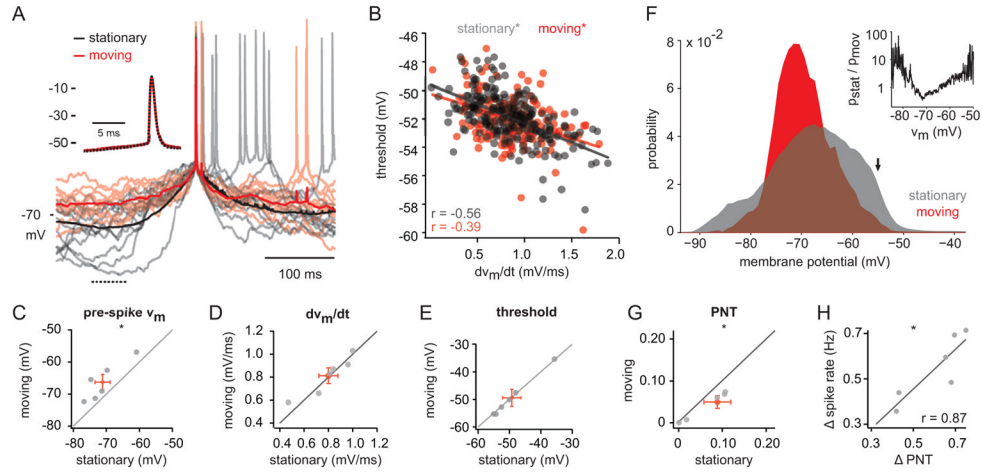 A
stationary
moving
-10
-30
-50
5 ms
-70
mV
100 ms
B
stationary* moving*
threshold (mV)
-46
-48
-50
-52
-54
-56
-58
-60
r = -0.56
r = -0.39
0.5 1.0 1.5 2.0
dvm/dt (mV/ms)
F
x 10-2
probability
8
6
4
2
0
-90 -80 -70 -60 -50 -40
membrane potential (mV)
stationary
moving
pstat / pmov
100
10
1
-80 -70 -60 -50
vm (mV)
C
pre-spike vm
*
moving (mV)
-50
-60
-70
-80
-80 -70 -60 -50
stationary (mV)
D
dvm/dt
moving (mV/ms)
1.2
1.0
0.8
0.6
0.4
0.4 0.6 0.8 1.0 1.2
stationary (mV/ms)
E
threshold
moving (mV)
-30
-40
-50
-60
-60 -50 -40 -30
stationary (mV)
G
PNT
*
moving
0.20
0.10
0.00
0.00 0.10 0.20
stationary
H
*
Δ spike rate (Hz)
0.7
0.5
0.3
0.3 0.5 0.7
Δ PNT
r = 0.87